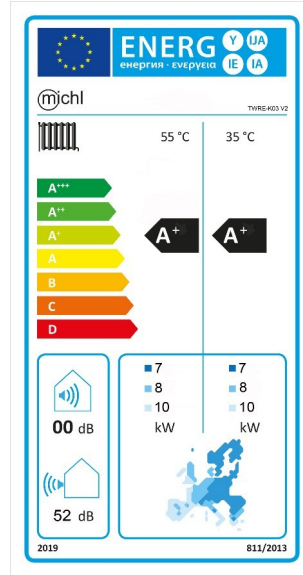 ENERG Y IJA
IE IA
енергия · ενεργεια
michl
TWRE-K03 V2
55 °C 35 °C
A+++
A++
A+
A
B
C
D
A+ A+
7 7
8 8
10 10
kW kW
00 dB
52 dB
2019 811/2013